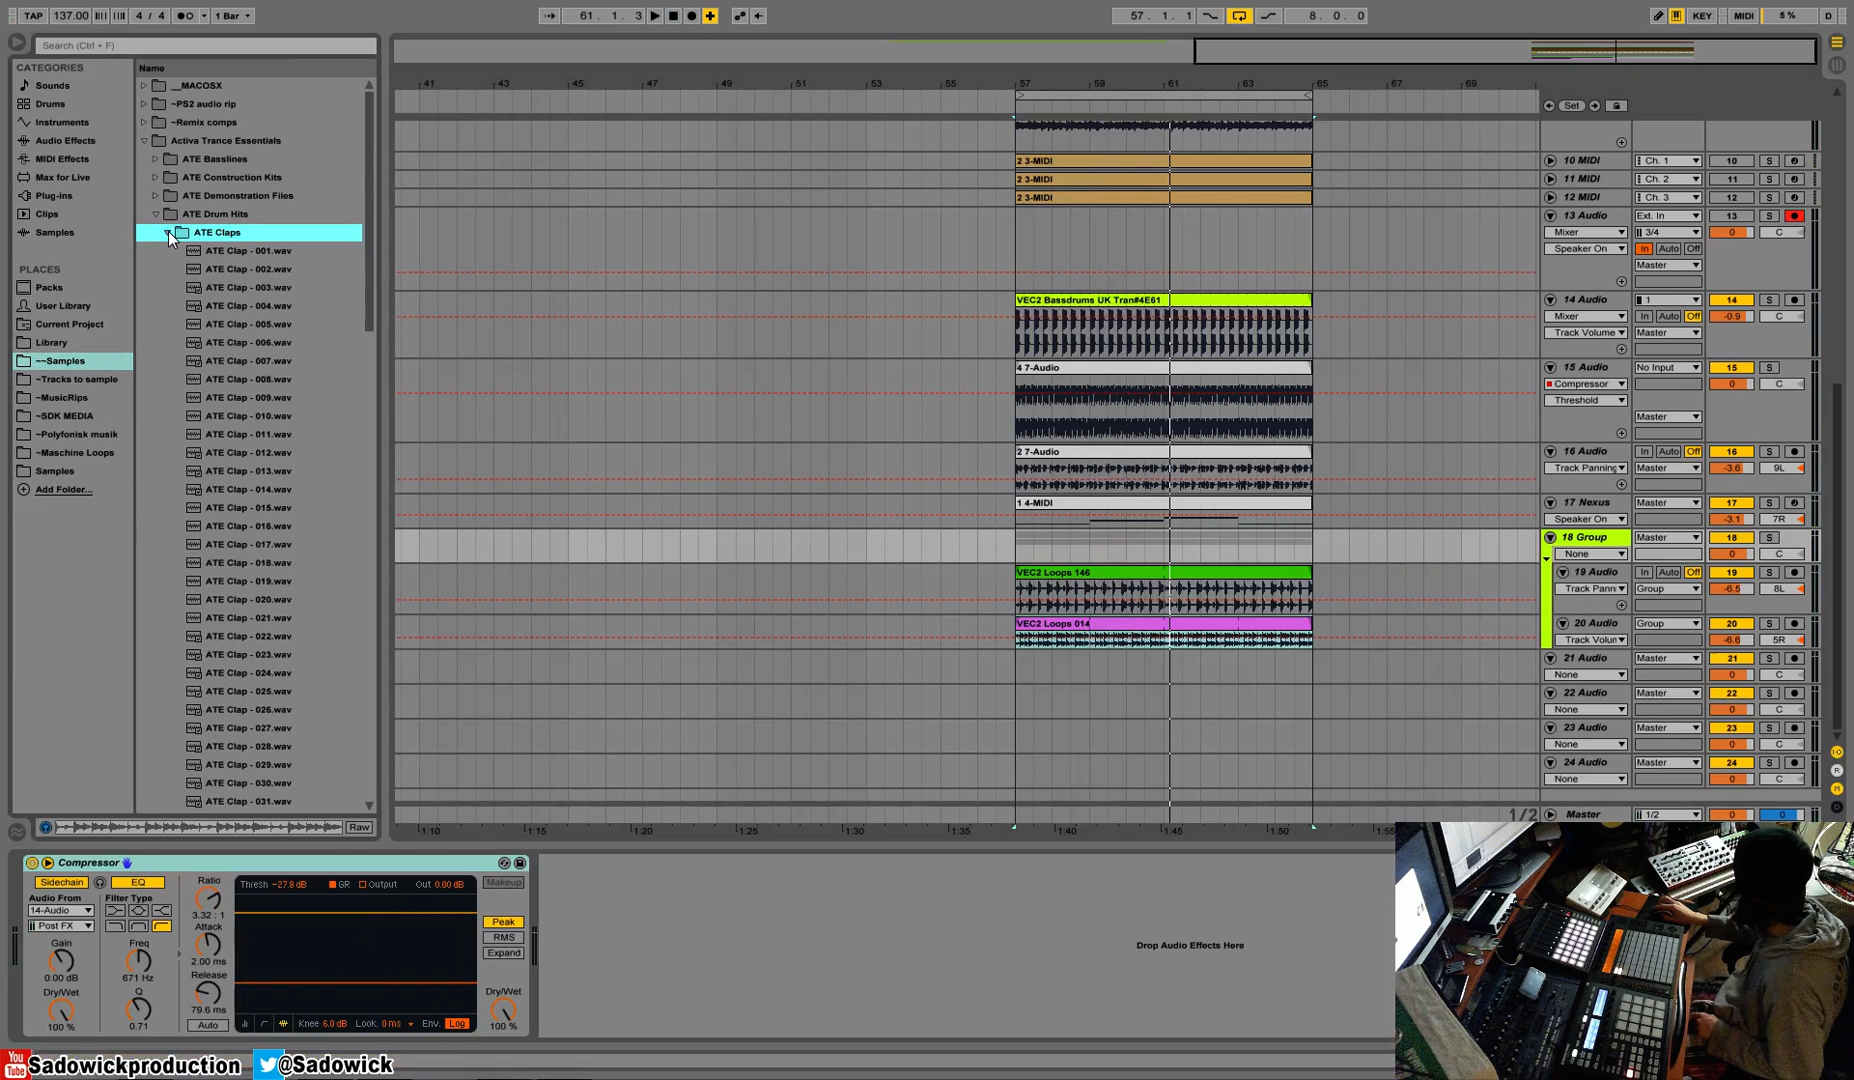 TAP 137.00 4 / 4 1 Bar 61. 1. 3 57. 1. 1 8. 0. 0 KEY MIDI 5 % D
Search (Ctrl + F)
CATEGORIES
Sounds
Drums
Instruments
Audio Effects
MIDI Effects
Max for Live
Plug-ins
Clips
Samples
PLACES
Packs
User Library
Current Project
Library
~~Samples
~Tracks to sample
~MusicRips
~SDK MEDIA
~Polyfonisk musik
~Maschine Loops
Samples
Add Folder...
Name
__MACOSX
~PS2 audio rip
~Remix comps
Activa Trance Essentials
ATE Basslines
ATE Construction Kits
ATE Demonstration Files
ATE Drum Hits
ATE Claps
ATE Clap - 001.wav
ATE Clap - 002.wav
ATE Clap - 003.wav
ATE Clap - 004.wav
ATE Clap - 005.wav
ATE Clap - 006.wav
ATE Clap - 007.wav
ATE Clap - 008.wav
ATE Clap - 009.wav
ATE Clap - 010.wav
ATE Clap - 011.wav
ATE Clap - 012.wav
ATE Clap - 013.wav
ATE Clap - 014.wav
ATE Clap - 015.wav
ATE Clap - 016.wav
ATE Clap - 017.wav
ATE Clap - 018.wav
ATE Clap - 019.wav
ATE Clap - 020.wav
ATE Clap - 021.wav
ATE Clap - 022.wav
ATE Clap - 023.wav
ATE Clap - 024.wav
ATE Clap - 025.wav
ATE Clap - 026.wav
ATE Clap - 027.wav
ATE Clap - 028.wav
ATE Clap - 029.wav
ATE Clap - 030.wav
ATE Clap - 031.wav
Raw
41 43 45 47 49 51 53 55 57 59 61 63 65 67 69
Set
2 3-MIDI
2 3-MIDI
2 3-MIDI
VEC2 Bassdrums UK Tran#4E61
4 7-Audio
2 7-Audio
1 4-MIDI
VEC2 Loops 146
VEC2 Loops 014
10 MIDI Ch. 1 10 S
11 MIDI Ch. 2 11 S
12 MIDI Ch. 3 12 S
13 Audio Ext. In 13 S
Mixer 3/4 0 C
Speaker On In Auto Off
Master
14 Audio 1 14 S
Mixer In Auto Off -0.9 C
Track Volume Master
15 Audio No Input 15 S
Compressor 0 C
Threshold
Master
16 Audio In Auto Off 16 S
Track Panning Master -3.6 9L
17 Nexus Master 17 S
Speaker On -3.1 7R
18 Group Master 18 S
None 0 C
19 Audio In Auto Off 19 S
Track Pann Group -6.5 8L
20 Audio Group 20 S
Track Volun -6.6 5R
21 Audio Master 21 S
None 0 C
22 Audio Master 22 S
None 0 C
23 Audio Master 23 S
None 0 C
24 Audio Master 24 S
None 0 C
1/2 Master 1/2 0 0
1:10 1:15 1:20 1:25 1:30 1:35 1:40 1:45 1:50 1:55
Compressor
Sidechain EQ
Audio From Filter Type
14-Audio
Post FX
Gain
0.00 dB
Dry/Wet
100 %
Freq
671 Hz
Q
0.71
Ratio
3.32 : 1
Attack
2.00 ms
Release
79.6 ms
Auto
Thresh -27.8 dB GR Output Out 0.00 dB
Knee 6.0 dB Look. 0 ms Env. Log
Makeup
Peak
RMS
Expand
Dry/Wet
100 %
Drop Audio Effects Here
You Tube Sadowickproduction @Sadowick